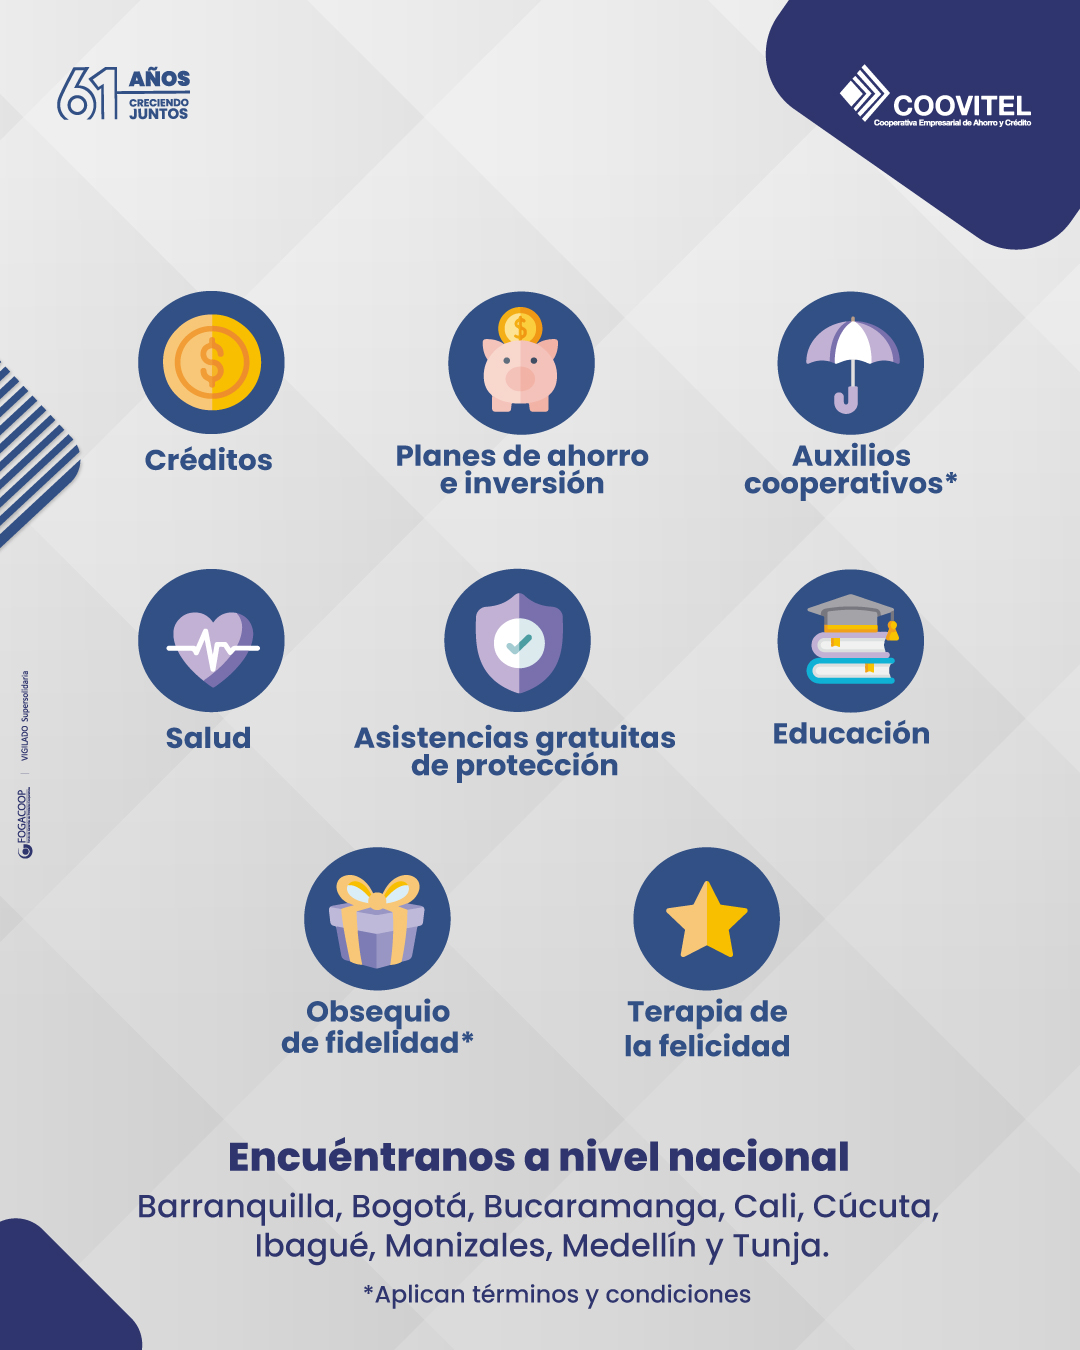 61 AÑOS
CRECIENDO
JUNTOS
COOVITEL
Cooperativa Empresarial de Ahorro y Crédito
Créditos
Planes de ahorro
e inversión
Auxilios
cooperativos*
Salud
Asistencias gratuitas
de protección
Educación
VIGILADO Supersolidaria
FOGACOOP
Obsequio
de fidelidad*
Terapia de
la felicidad
Encuéntranos a nivel nacional
Barranquilla, Bogotá, Bucaramanga, Cali, Cúcuta,
Ibagué, Manizales, Medellín y Tunja.
*Aplican términos y condiciones